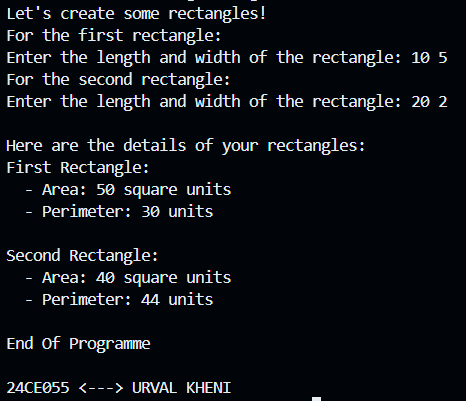 Let's create some rectangles!
For the first rectangle:
Enter the length and width of the rectangle: 10 5
For the second rectangle:
Enter the length and width of the rectangle: 20 2

Here are the details of your rectangles:
First Rectangle:
  - Area: 50 square units
  - Perimeter: 30 units

Second Rectangle:
  - Area: 40 square units
  - Perimeter: 44 units

End Of Programme

24CE055 <---> URVAL KHENI